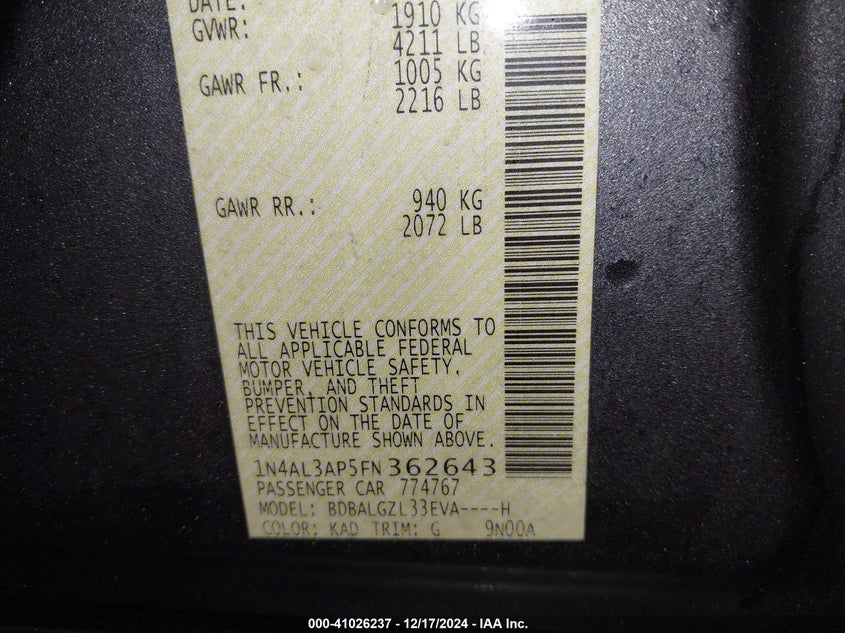 DATE:
GVWR: 1910 KG
4211 LB
GAWR FR.: 1005 KG
2216 LB
GAWR RR.: 940 KG
2072 LB
THIS VEHICLE CONFORMS TO
ALL APPLICABLE FEDERAL
MOTOR VEHICLE SAFETY,
BUMPER, AND THEFT
PREVENTION STANDARDS IN
EFFECT ON THE DATE OF
MANUFACTURE SHOWN ABOVE.
1N4AL3AP5FN362643
PASSENGER CAR 774767
MODEL: BDBALGZL33EVA----H
COLOR: KAD TRIM: G 9N00A
000-41026237 - 12/17/2024 - IAA Inc.